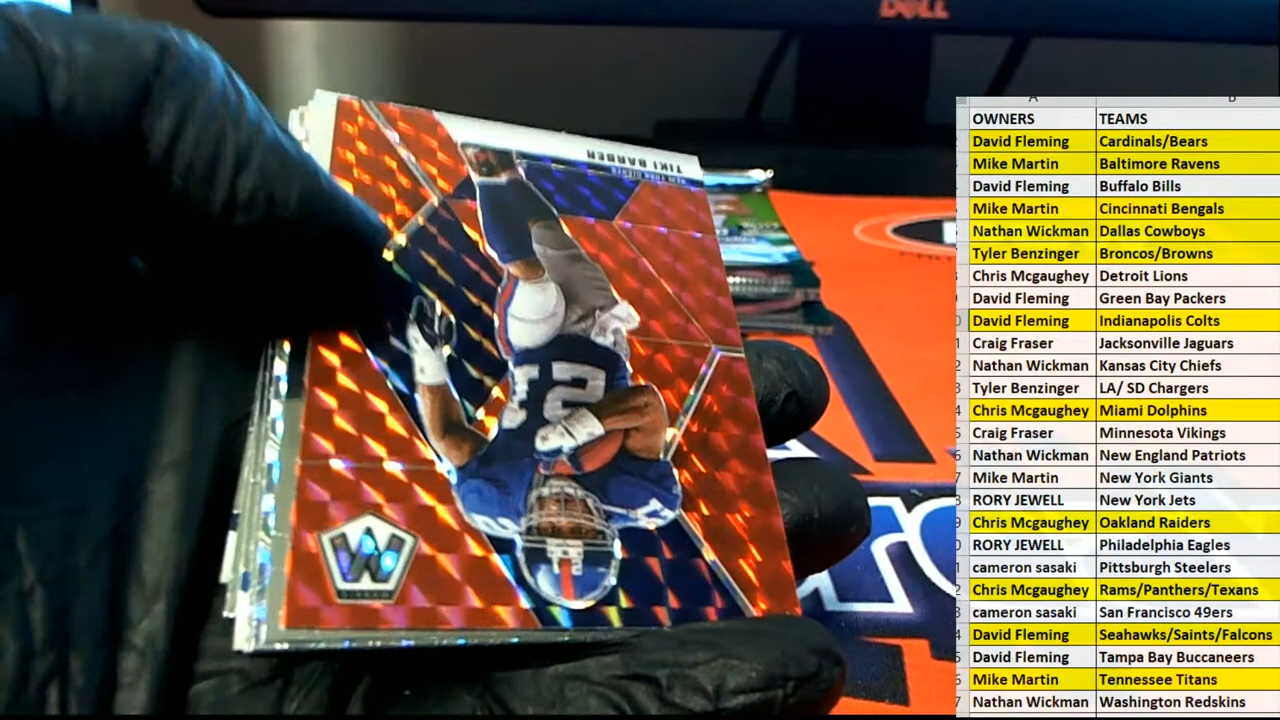 DELL
TIKI BARBER
NEW YORK GIANTS
21
A B
OWNERS TEAMS
David Fleming Cardinals/Bears
Mike Martin Baltimore Ravens
David Fleming Buffalo Bills
Mike Martin Cincinnati Bengals
Nathan Wickman Dallas Cowboys
Tyler Benzinger Broncos/Browns
Chris Mcgaughey Detroit Lions
David Fleming Green Bay Packers
David Fleming Indianapolis Colts
Craig Fraser Jacksonville Jaguars
Nathan Wickman Kansas City Chiefs
Tyler Benzinger LA/ SD Chargers
Chris Mcgaughey Miami Dolphins
Craig Fraser Minnesota Vikings
Nathan Wickman New England Patriots
Mike Martin New York Giants
RORY JEWELL New York Jets
Chris Mcgaughey Oakland Raiders
RORY JEWELL Philadelphia Eagles
cameron sasaki Pittsburgh Steelers
Chris Mcgaughey Rams/Panthers/Texans
cameron sasaki San Francisco 49ers
David Fleming Seahawks/Saints/Falcons
David Fleming Tampa Bay Buccaneers
Mike Martin Tennessee Titans
Nathan Wickman Washington Redskins